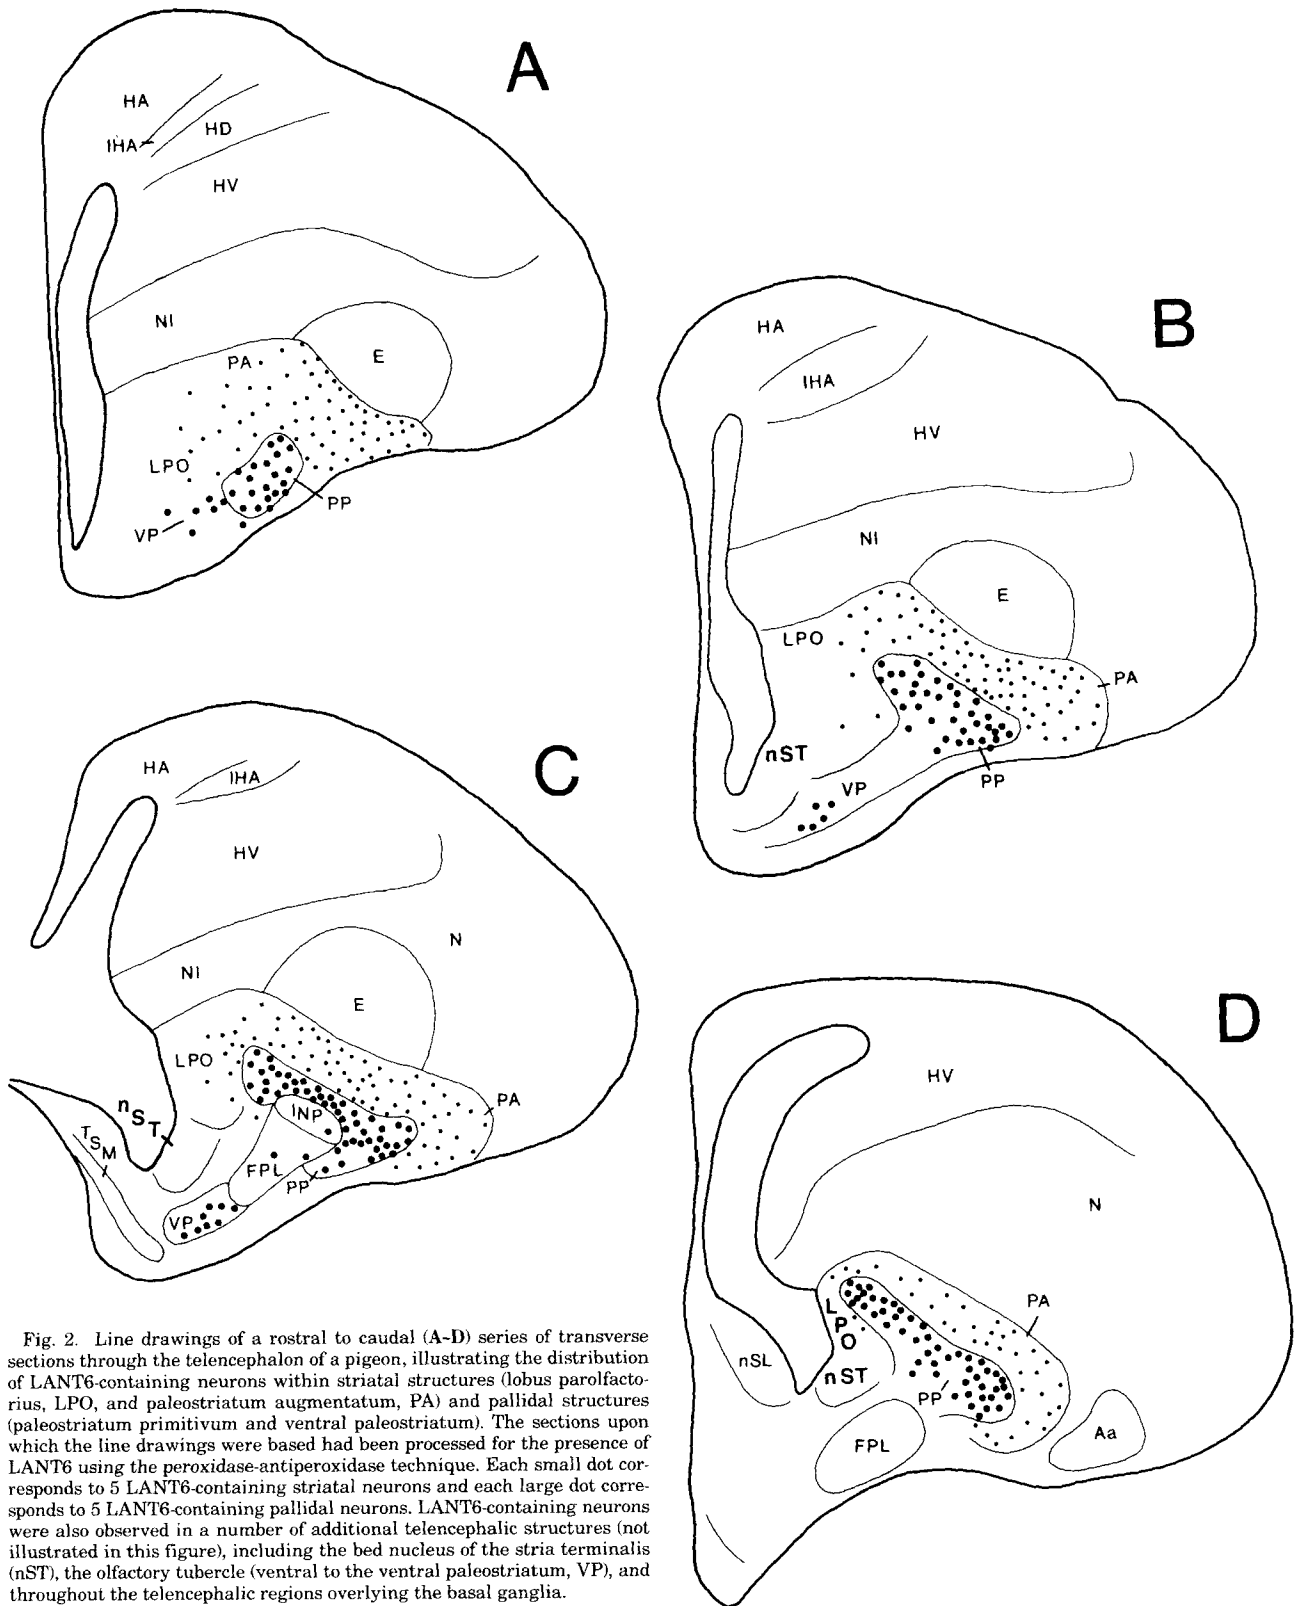 A
HA
IHA
HD
HV
NI
PA
E
LPO
PP
VP
B
HA
IHA
HV
NI
E
LPO
PA
nST
VP
PP
C
HA
IHA
HV
N
NI
E
LPO
PA
nST
INP
TSM
FPL
PP
VP
D
HV
N
PA
LPO
nSL
nST
PP
FPL
Aa
Fig. 2. Line drawings of a rostral to caudal (A-D) series of transverse
sections through the telencephalon of a pigeon, illustrating the distribution
of LANT6-containing neurons within striatal structures (lobus parolfacto-
rius, LPO, and paleostriatum augmentatum, PA) and pallidal structures
(paleostriatum primitivum and ventral paleostriatum). The sections upon
which the line drawings were based had been processed for the presence of
LANT6 using the peroxidase-antiperoxidase technique. Each small dot cor-
responds to 5 LANT6-containing striatal neurons and each large dot corre-
sponds to 5 LANT6-containing pallidal neurons. LANT6-containing neurons
were also observed in a number of additional telencephalic structures (not
illustrated in this figure), including the bed nucleus of the stria terminalis
(nST), the olfactory tubercle (ventral to the ventral paleostriatum, VP), and
throughout the telencephalic regions overlying the basal ganglia.